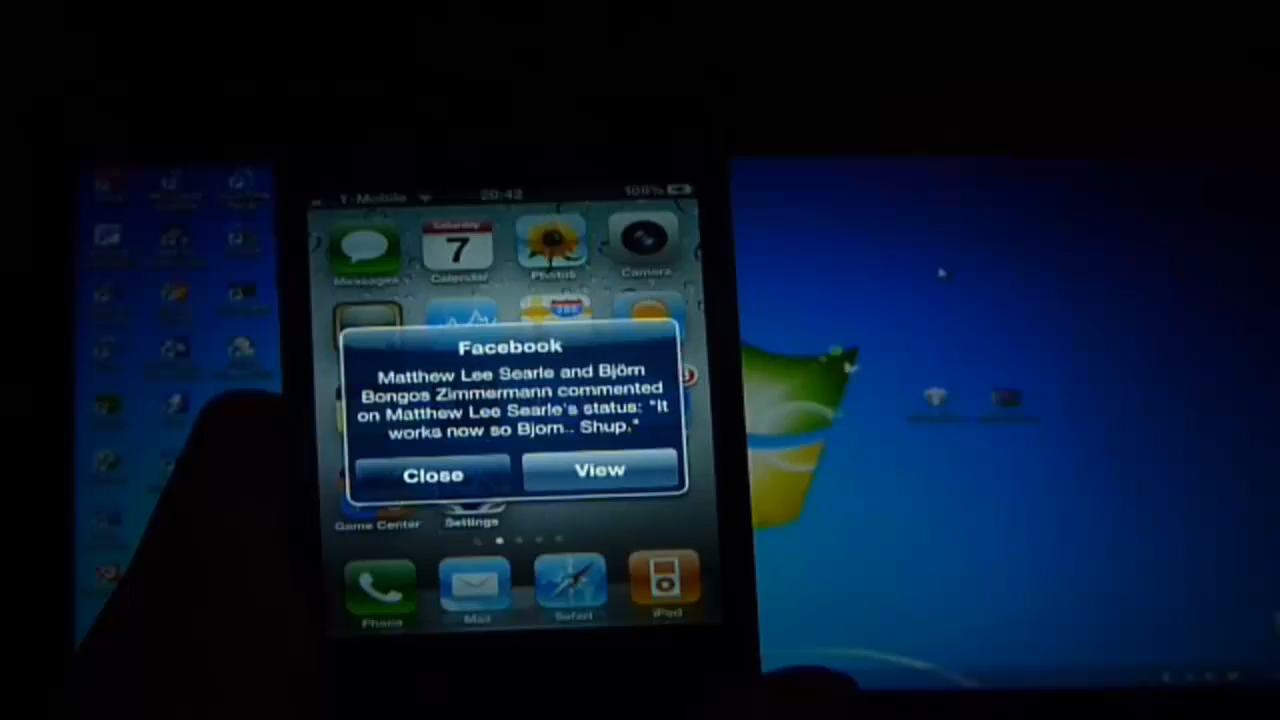 T-Mobile 20:42 100%
Saturday
7
Messages Calendar Photos Camera
280
Facebook
Matthew Lee Searle and Björn
Bongos Zimmermann commented
on Matthew Lee Searle's status: "It
works now so Bjorn.. Shup."
Close View
Game Center Settings
Phone Mail Safari iPod